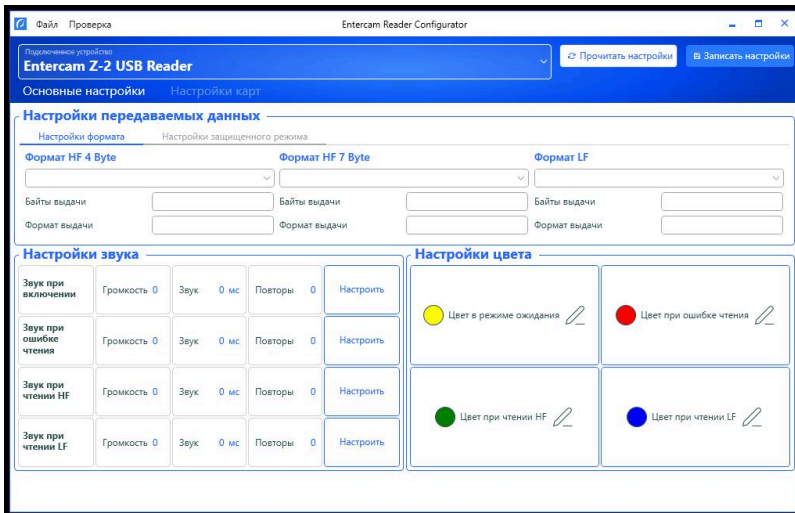 Файл Проверка Entercam Reader Configurator
Подключенное устройство
Entercam Z-2 USB Reader
Прочитать настройки
Записать настройки
Основные настройки Настройки карт
Настройки передаваемых данных
Настройки формата Настройки защищенного режима
Формат HF 4 Byte Формат HF 7 Byte Формат LF
Байты выдачи Байты выдачи Байты выдачи
Формат выдачи Формат выдачи Формат выдачи
Настройки звука
Звук при
включении
Громкость 0 Звук 0 мс Повторы 0 Настроить
Звук при
ошибке
чтения
Громкость 0 Звук 0 мс Повторы 0 Настроить
Звук при
чтении HF
Громкость 0 Звук 0 мс Повторы 0 Настроить
Звук при
чтении LF
Громкость 0 Звук 0 мс Повторы 0 Настроить
Настройки цвета
Цвет в режиме ожидания Цвет при ошибке чтения
Цвет при чтении HF Цвет при чтении LF